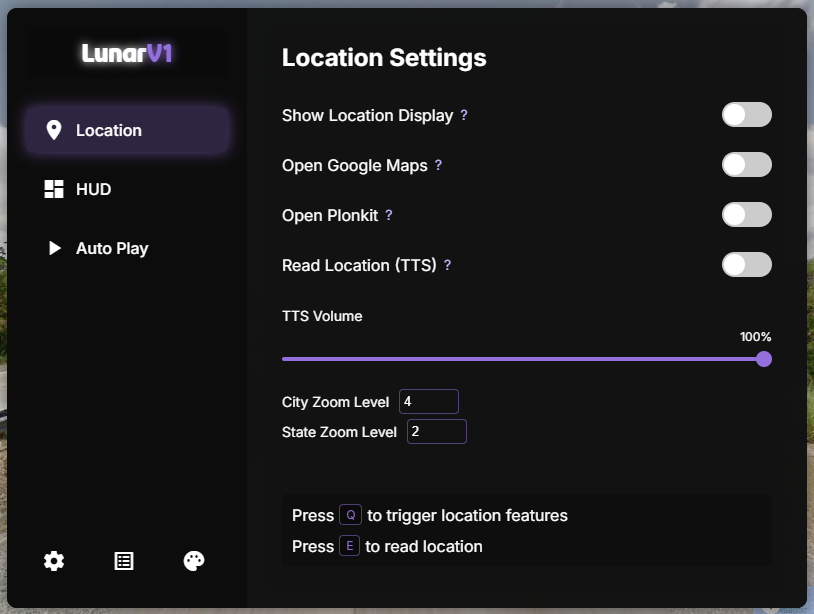 LunarV1
Location
HUD
Auto Play
Location Settings
Show Location Display ?
Open Google Maps ?
Open Plonkit ?
Read Location (TTS) ?
TTS Volume
100%
City Zoom Level 4
State Zoom Level 2
Press Q to trigger location features
Press E to read location